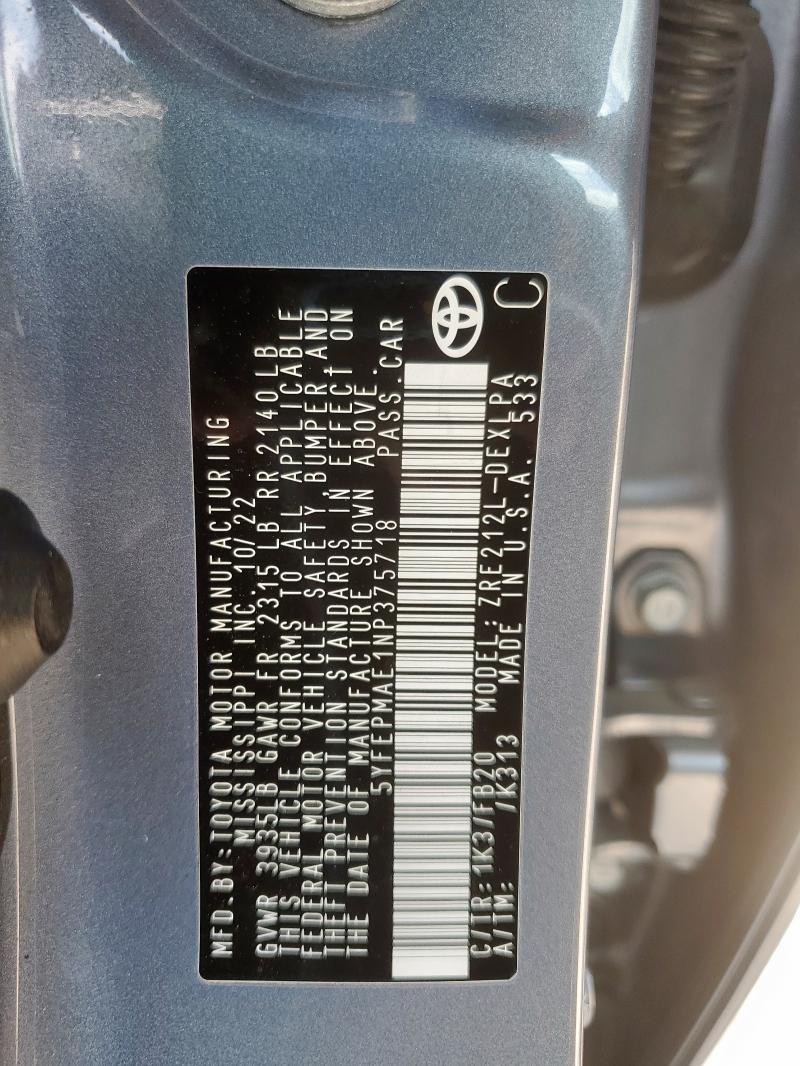 MFD.BY:TOYOTA MOTOR MANUFACTURING
MISSISSIPPI INC.10/22
GVWR 3935LB GAWR FR 2315 LB RR 2140LB
THIS VEHICLE CONFORMS TO ALL APPLICABLE
FEDERAL MOTOR VEHICLE SAFETY,BUMPER,AND
THEFT PREVENTION STANDARDS IN EFFECT ON
THE DATE OF MANUFACTURE SHOWN ABOVE.
5YFEPMAE1NP375718 PASS.CAR
C/TR:1K3/FB20 MODEL:ZRE212L-DEXLPA
A/TM: /K313 MADE IN U.S.A. 533
C